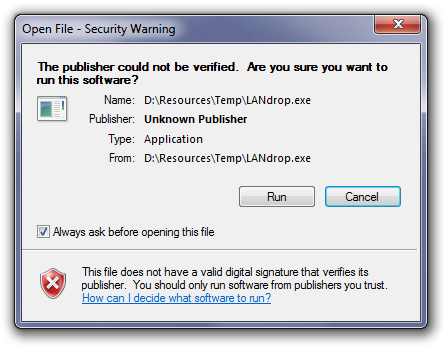 Open File - Security Warning
The publisher could not be verified.  Are you sure you want to
run this software?
Name: D:\Resources\Temp\LANdrop.exe
Publisher: Unknown Publisher
Type: Application
From: D:\Resources\Temp\LANdrop.exe
Run Cancel
Always ask before opening this file
This file does not have a valid digital signature that verifies its
publisher.  You should only run software from publishers you trust.
How can I decide what software to run?